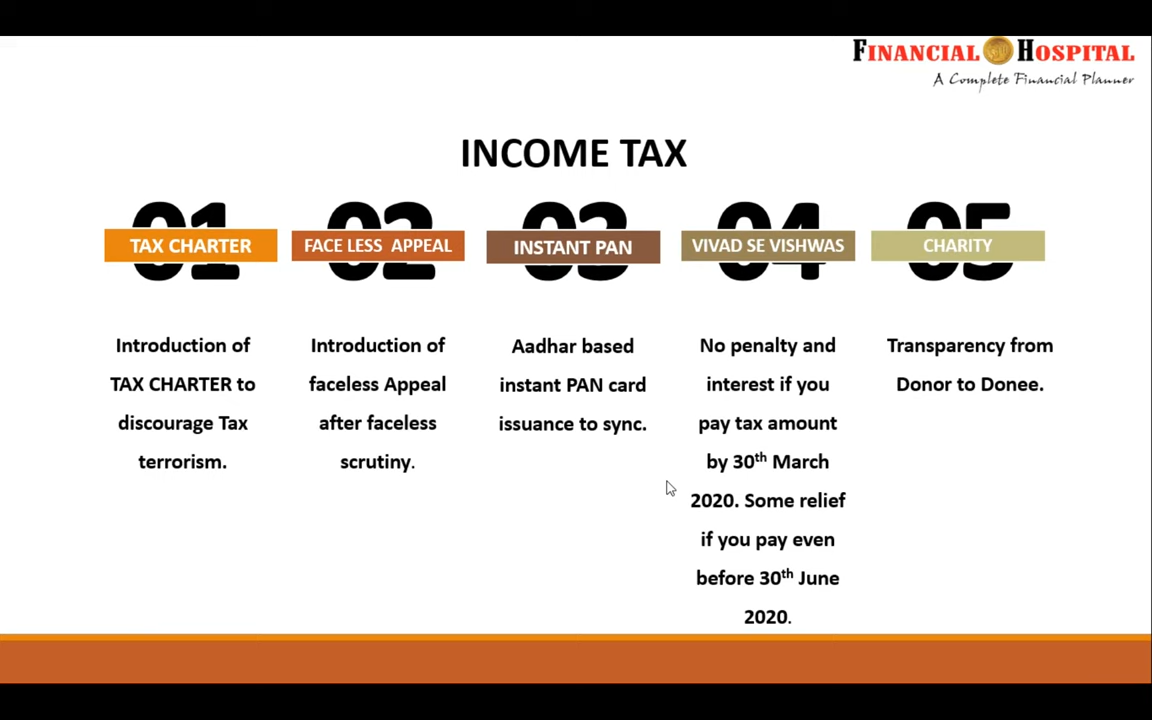 FINANCIAL HOSPITAL
A Complete Financial Planner
INCOME TAX
01
TAX CHARTER
Introduction of
TAX CHARTER to
discourage Tax
terrorism.
02
FACE LESS APPEAL
Introduction of
faceless Appeal
after faceless
scrutiny.
03
INSTANT PAN
Aadhar based
instant PAN card
issuance to sync.
04
VIVAD SE VISHWAS
No penalty and
interest if you
pay tax amount
by 30th March
2020. Some relief
if you pay even
before 30th June
2020.
05
CHARITY
Transparency from
Donor to Donee.